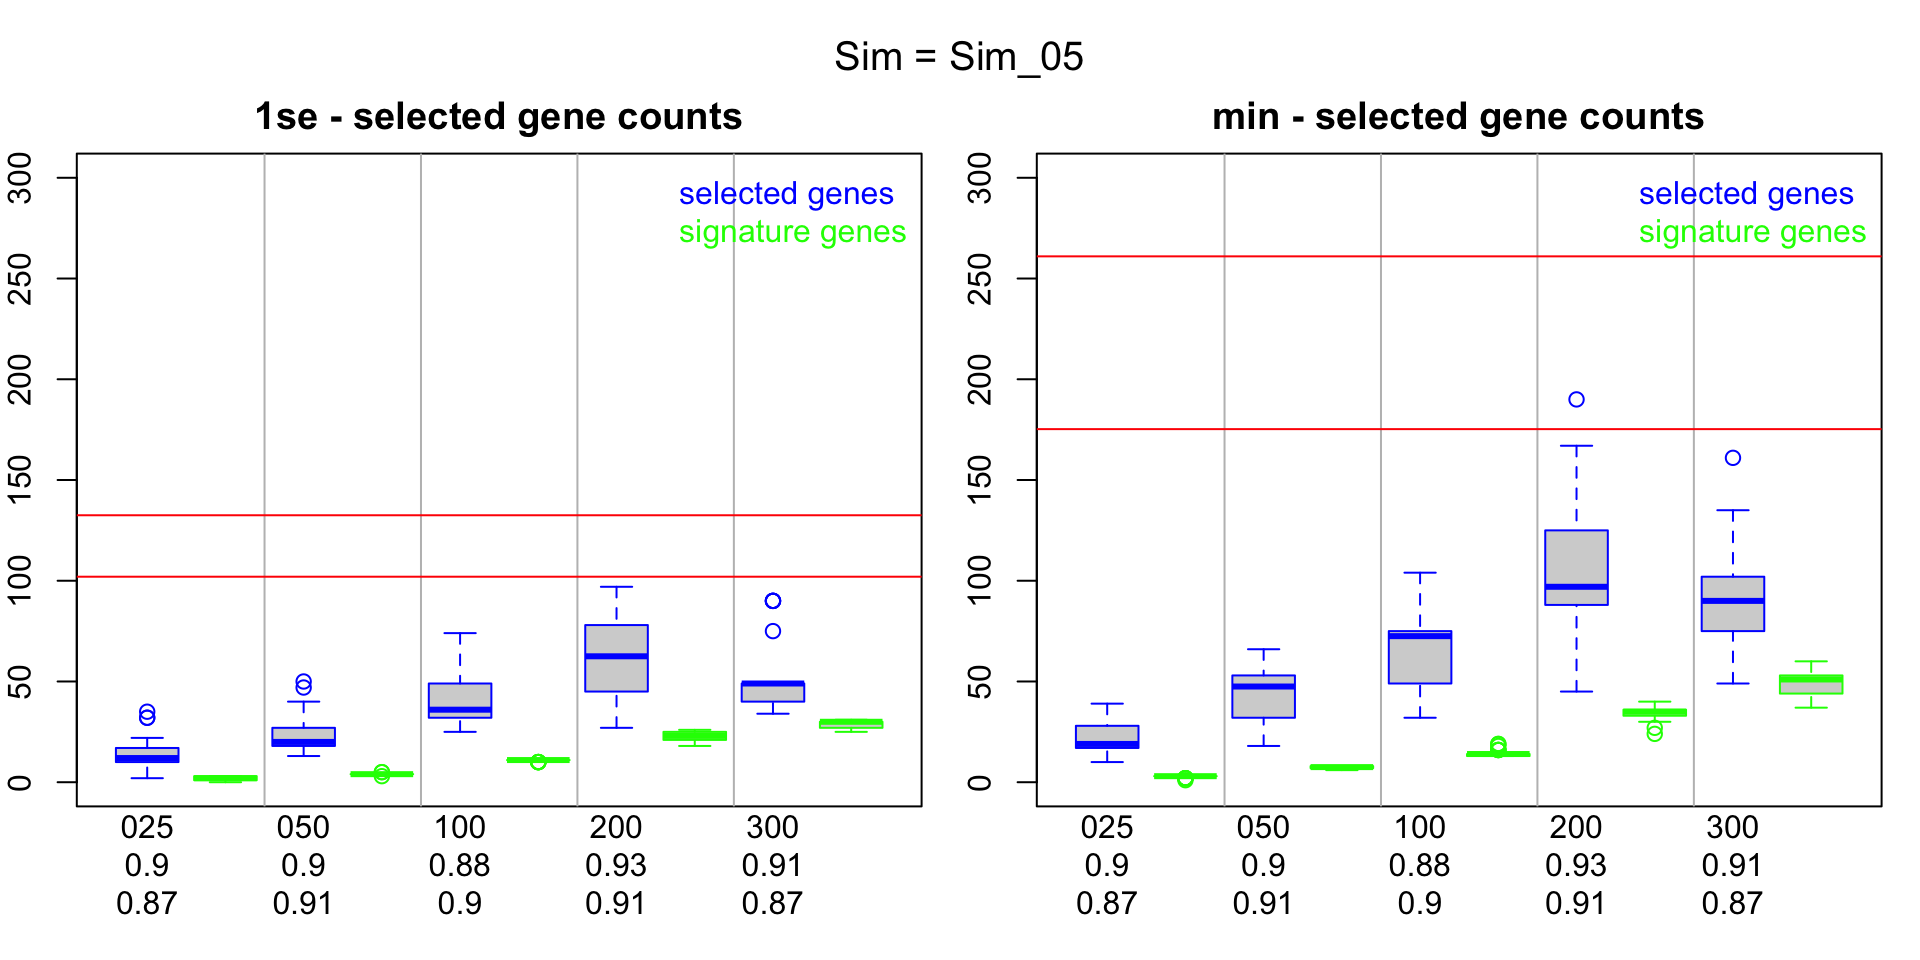 Sim = Sim_05
1se - selected gene counts
300
250
200
150
100
50
0
selected genes
signature genes
025 050 100 200 300
0.9 0.9 0.88 0.93 0.91
0.87 0.91 0.9 0.91 0.87
min - selected gene counts
300
250
200
150
100
50
0
selected genes
signature genes
025 050 100 200 300
0.9 0.9 0.88 0.93 0.91
0.87 0.91 0.9 0.91 0.87